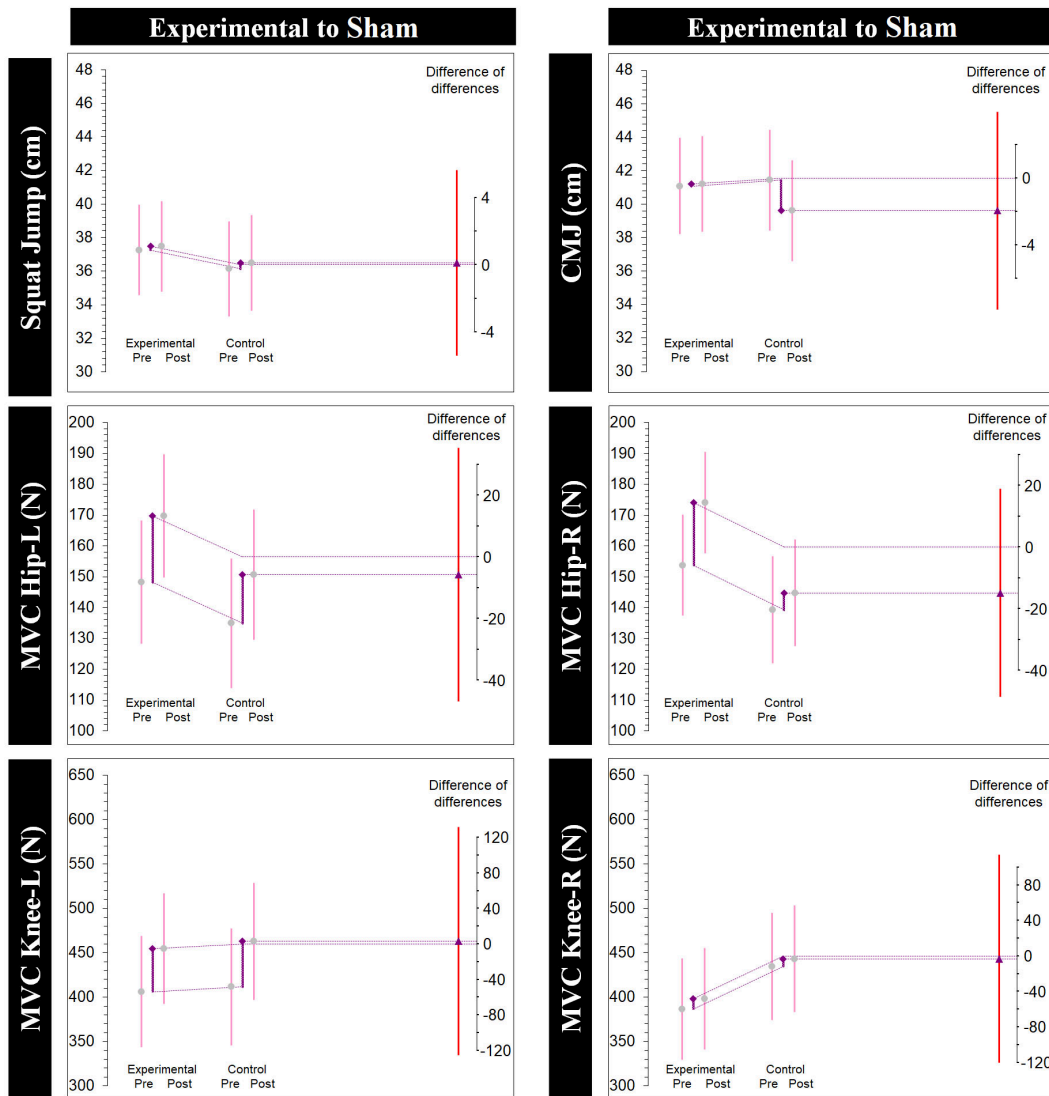 Experimental to Sham
Experimental to Sham
Squat Jump (cm)
48
46
44
42
40
38
36
34
32
30
Difference of
differences
4
0
-4
Experimental Control
Pre Post Pre Post
CMJ (cm)
48
46
44
42
40
38
36
34
32
30
Difference of
differences
0
-4
Experimental Control
Pre Post Pre Post
MVC Hip-L (N)
200
190
180
170
160
150
140
130
120
110
100
Difference of
differences
20
0
-20
-40
Experimental Control
Pre Post Pre Post
MVC Hip-R (N)
200
190
180
170
160
150
140
130
120
110
100
Difference of
differences
20
0
-20
-40
Experimental Control
Pre Post Pre Post
MVC Knee-L (N)
650
600
550
500
450
400
350
300
Difference of
differences
120
80
40
0
-40
-80
-120
Experimental Control
Pre Post Pre Post
MVC Knee-R (N)
650
600
550
500
450
400
350
300
Difference of
differences
80
40
0
-40
-80
-120
Experimental Control
Pre Post Pre Post